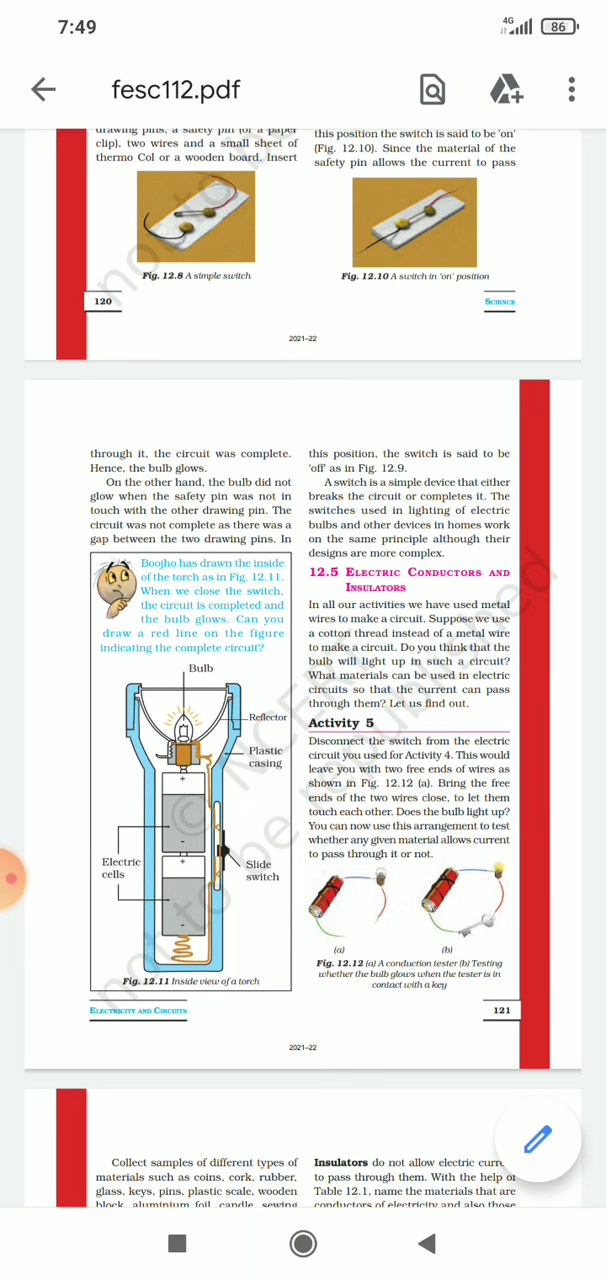 7:49
4G
86
fesc112.pdf
drawing pins, a safety pin (or a paper
clip), two wires and a small sheet of
thermo Col or a wooden board. Insert
this position the switch is said to be 'on'
(Fig. 12.10). Since the material of the
safety pin allows the current to pass
Fig. 12.8 A simple switch
Fig. 12.10 A switch in 'on' position
120
SCIENCE
2021–22
through it, the circuit was complete.
Hence, the bulb glows.
On the other hand, the bulb did not
glow when the safety pin was not in
touch with the other drawing pin. The
circuit was not complete as there was a
gap between the two drawing pins. In
Boojho has drawn the inside
of the torch as in Fig. 12.11.
When we close the switch,
the circuit is completed and
the bulb glows. Can you
draw a red line on the figure
indicating the complete circuit?
Bulb
Reflector
Plastic
casing
+
-
+
-
Electric
cells
Slide
switch
Fig. 12.11 Inside view of a torch
this position, the switch is said to be
'off' as in Fig. 12.9.
A switch is a simple device that either
breaks the circuit or completes it. The
switches used in lighting of electric
bulbs and other devices in homes work
on the same principle although their
designs are more complex.
12.5 ELECTRIC CONDUCTORS AND
INSULATORS
In all our activities we have used metal
wires to make a circuit. Suppose we use
a cotton thread instead of a metal wire
to make a circuit. Do you think that the
bulb will light up in such a circuit?
What materials can be used in electric
circuits so that the current can pass
through them? Let us find out.
Activity 5
Disconnect the switch from the electric
circuit you used for Activity 4. This would
leave you with two free ends of wires as
shown in Fig. 12.12 (a). Bring the free
ends of the two wires close, to let them
touch each other. Does the bulb light up?
You can now use this arrangement to test
whether any given material allows current
to pass through it or not.
(a)
(b)
Fig. 12.12 (a) A conduction tester (b) Testing
whether the bulb glows when the tester is in
contact with a key
ELECTRICITY AND CIRCUITS
121
2021–22
© NCERT
not to be republished
Collect samples of different types of
materials such as coins, cork, rubber,
glass, keys, pins, plastic scale, wooden
block, aluminium foil, candle, sewing
Insulators do not allow electric curre
to pass through them. With the help of
Table 12.1, name the materials that are
conductors of electricity and also those